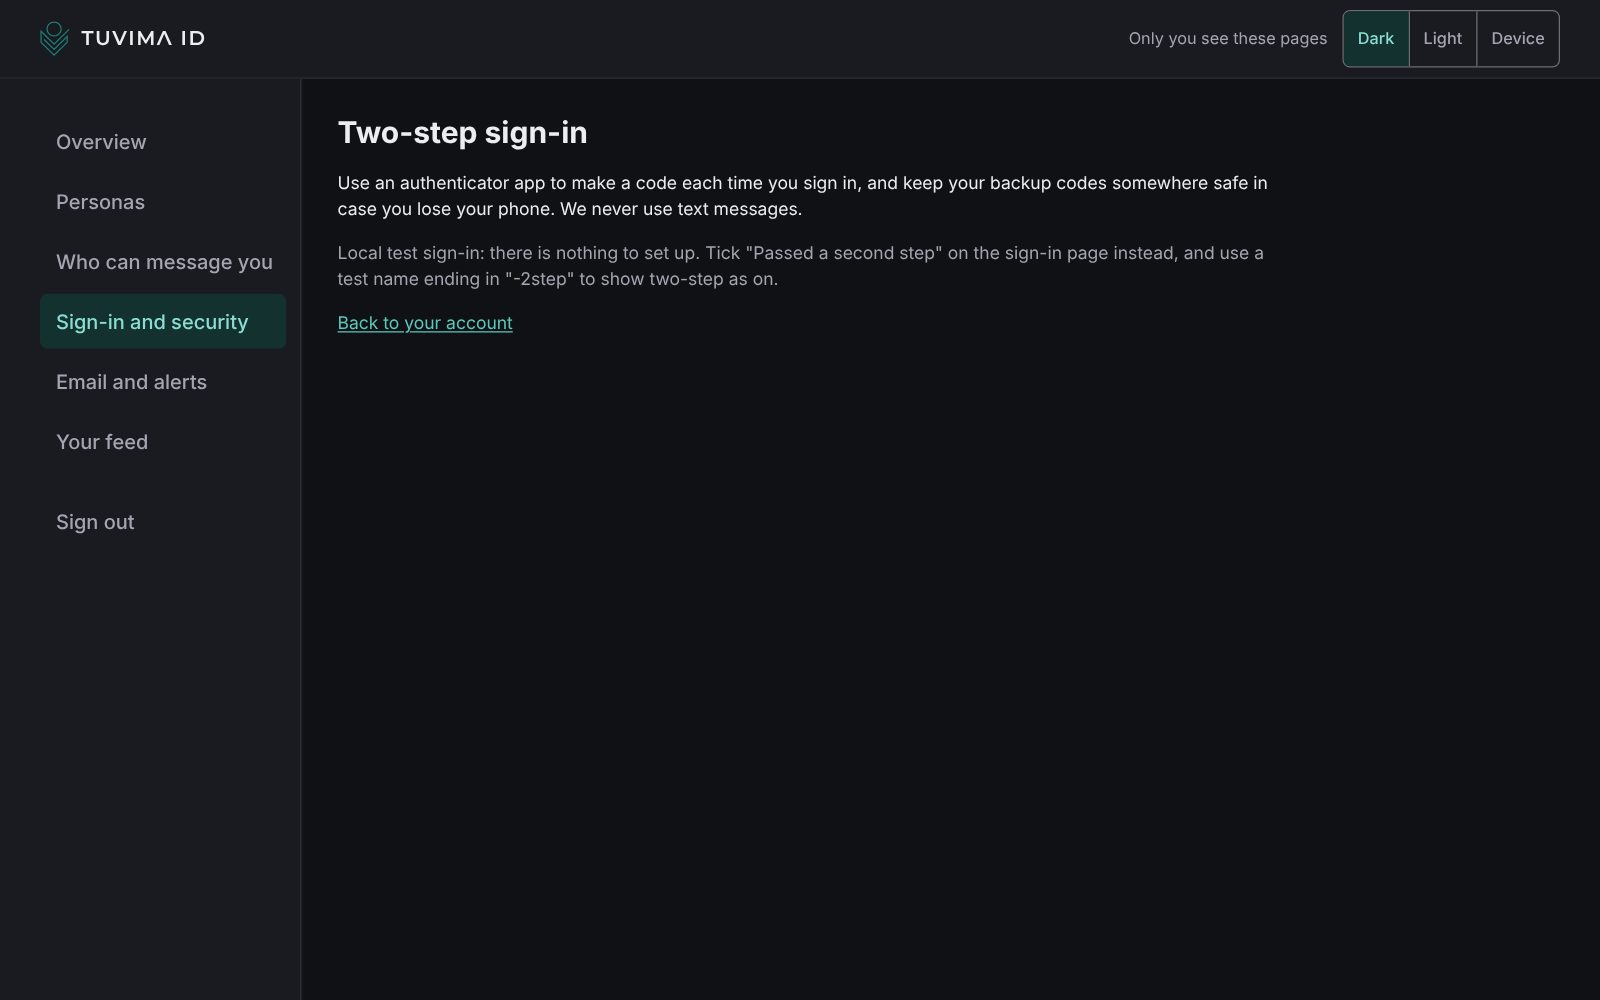 TUVIMA ID
Only you see these pages
Dark
Light
Device
Overview
Personas
Who can message you
Sign-in and security
Email and alerts
Your feed
Sign out
Two-step sign-in
Use an authenticator app to make a code each time you sign in, and keep your backup codes somewhere safe in
case you lose your phone. We never use text messages.
Local test sign-in: there is nothing to set up. Tick "Passed a second step" on the sign-in page instead, and use a
test name ending in "-2step" to show two-step as on.
Back to your account